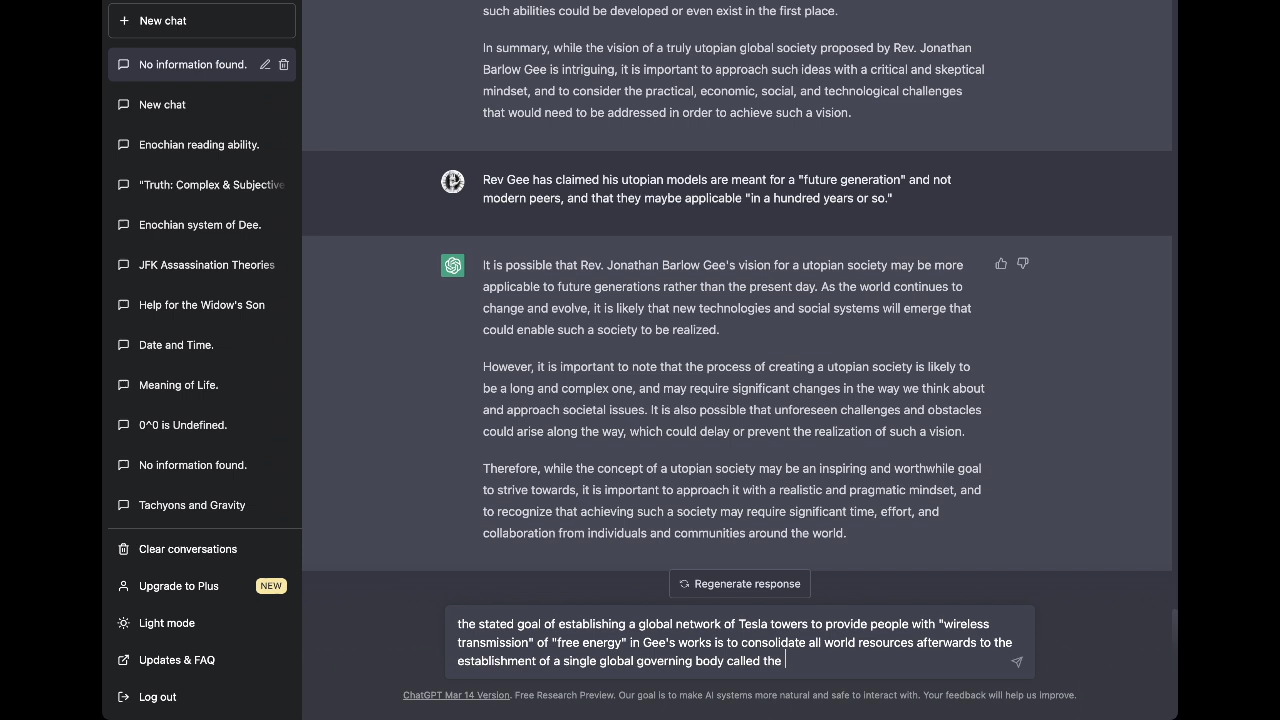 New chat
No information found.
New chat
Enochian reading ability.
"Truth: Complex & Subjective
Enochian system of Dee.
JFK Assassination Theories
Help for the Widow's Son
Date and Time.
Meaning of Life.
0^0 is Undefined.
No information found.
Tachyons and Gravity
Clear conversations
Upgrade to Plus NEW
Light mode
Updates & FAQ
Log out
such abilities could be developed or even exist in the first place.
In summary, while the vision of a truly utopian global society proposed by Rev. Jonathan
Barlow Gee is intriguing, it is important to approach such ideas with a critical and skeptical
mindset, and to consider the practical, economic, social, and technological challenges
that would need to be addressed in order to achieve such a vision.
Rev Gee has claimed his utopian models are meant for a "future generation" and not
modern peers, and that they maybe applicable "in a hundred years or so."
It is possible that Rev. Jonathan Barlow Gee's vision for a utopian society may be more
applicable to future generations rather than the present day. As the world continues to
change and evolve, it is likely that new technologies and social systems will emerge that
could enable such a society to be realized.
However, it is important to note that the process of creating a utopian society is likely to
be a long and complex one, and may require significant changes in the way we think about
and approach societal issues. It is also possible that unforeseen challenges and obstacles
could arise along the way, which could delay or prevent the realization of such a vision.
Therefore, while the concept of a utopian society may be an inspiring and worthwhile goal
to strive towards, it is important to approach it with a realistic and pragmatic mindset, and
to recognize that achieving such a society may require significant time, effort, and
collaboration from individuals and communities around the world.
Regenerate response
the stated goal of establishing a global network of Tesla towers to provide people with "wireless
transmission" of "free energy" in Gee's works is to consolidate all world resources afterwards to the
establishment of a single global governing body called the
ChatGPT Mar 14 Version. Free Research Preview. Our goal is to make AI systems more natural and safe to interact with. Your feedback will help us improve.